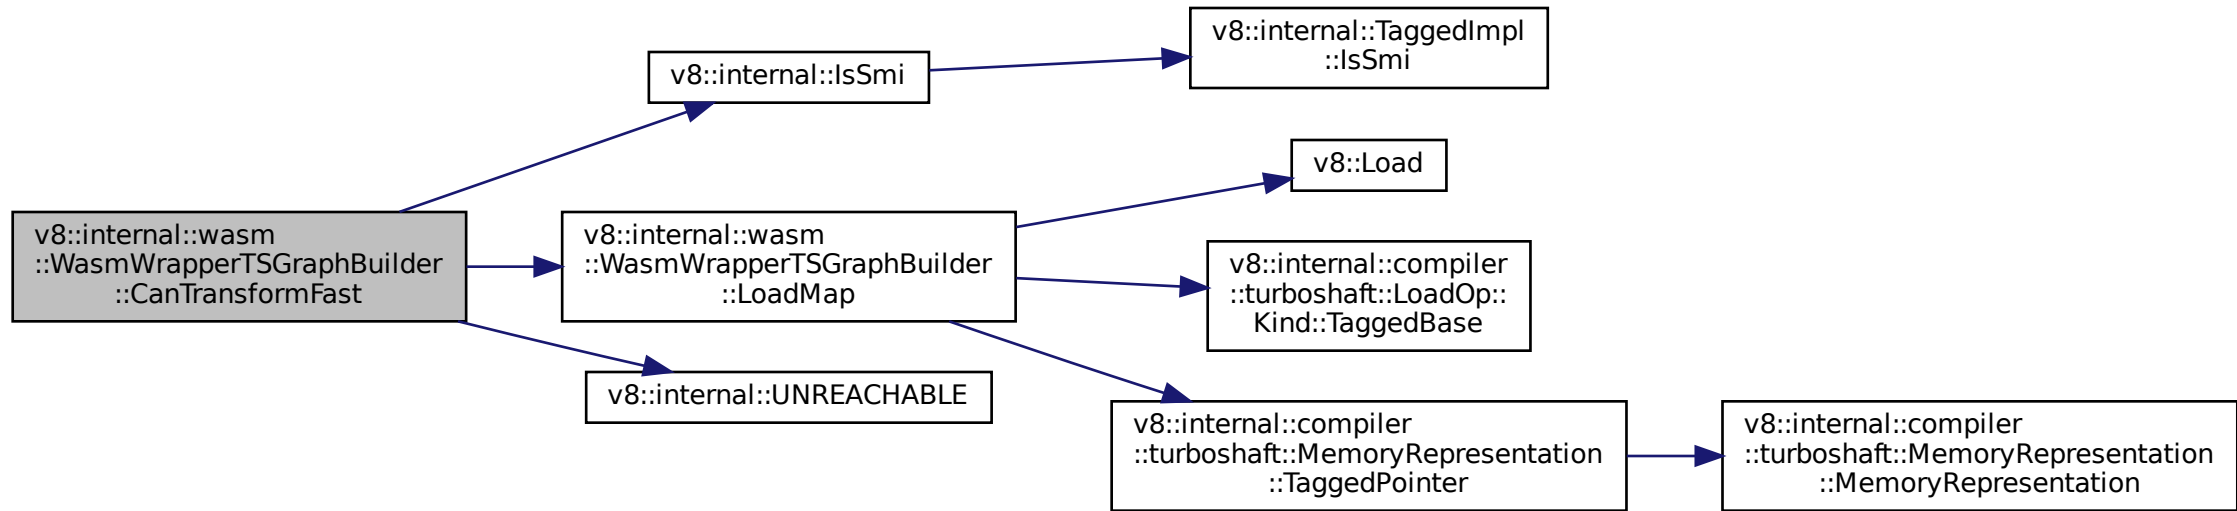 v8::internal::TaggedImpl
::IsSmi
v8::internal::IsSmi
v8::Load
v8::internal::wasm
::WasmWrapperTSGraphBuilder
::CanTransformFast
v8::internal::wasm
::WasmWrapperTSGraphBuilder
::LoadMap
v8::internal::compiler
::turboshaft::LoadOp::
Kind::TaggedBase
v8::internal::UNREACHABLE
v8::internal::compiler
::turboshaft::MemoryRepresentation
::TaggedPointer
v8::internal::compiler
::turboshaft::MemoryRepresentation
::MemoryRepresentation